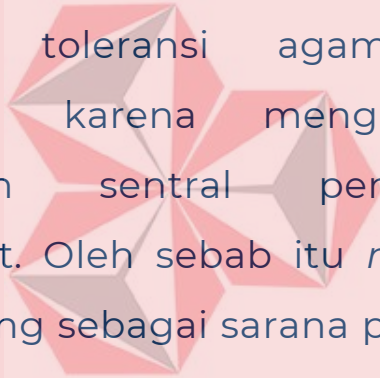 toleransi agam
karena meng
n sentral per
t. Oleh sebab itu
ng sebagai sarana p